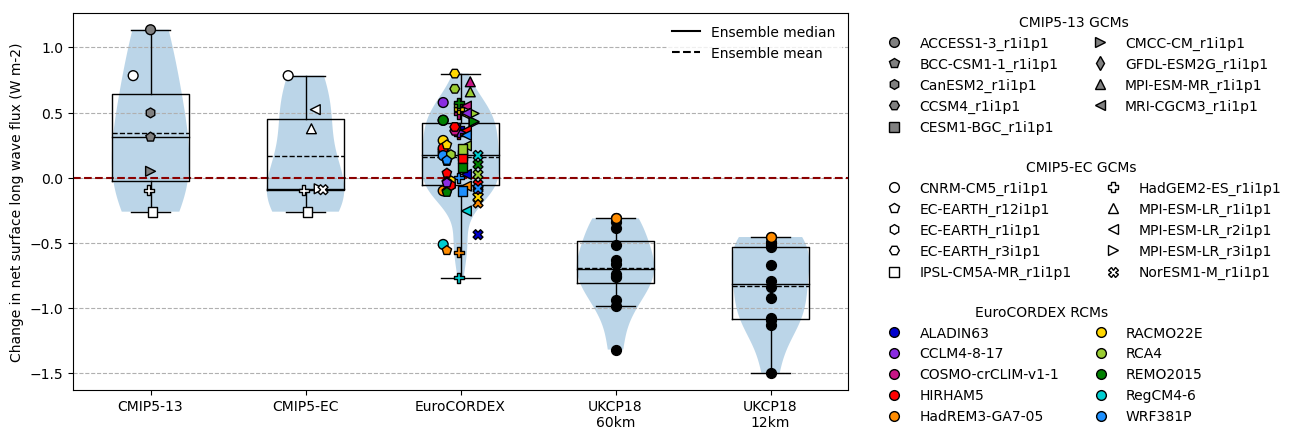 Change in net surface long wave flux (W m-2)
1.0
0.5
0.0
−0.5
−1.0
−1.5
CMIP5-13
CMIP5-EC
EuroCORDEX
UKCP18
60km
UKCP18
12km
Ensemble median
Ensemble mean
CMIP5-13 GCMs
ACCESS1-3_r1i1p1
BCC-CSM1-1_r1i1p1
CanESM2_r1i1p1
CCSM4_r1i1p1
CESM1-BGC_r1i1p1
CMCC-CM_r1i1p1
GFDL-ESM2G_r1i1p1
MPI-ESM-MR_r1i1p1
MRI-CGCM3_r1i1p1
CMIP5-EC GCMs
CNRM-CM5_r1i1p1
EC-EARTH_r12i1p1
EC-EARTH_r1i1p1
EC-EARTH_r3i1p1
IPSL-CM5A-MR_r1i1p1
HadGEM2-ES_r1i1p1
MPI-ESM-LR_r1i1p1
MPI-ESM-LR_r2i1p1
MPI-ESM-LR_r3i1p1
NorESM1-M_r1i1p1
EuroCORDEX RCMs
ALADIN63
CCLM4-8-17
COSMO-crCLIM-v1-1
HIRHAM5
HadREM3-GA7-05
RACMO22E
RCA4
REMO2015
RegCM4-6
WRF381P